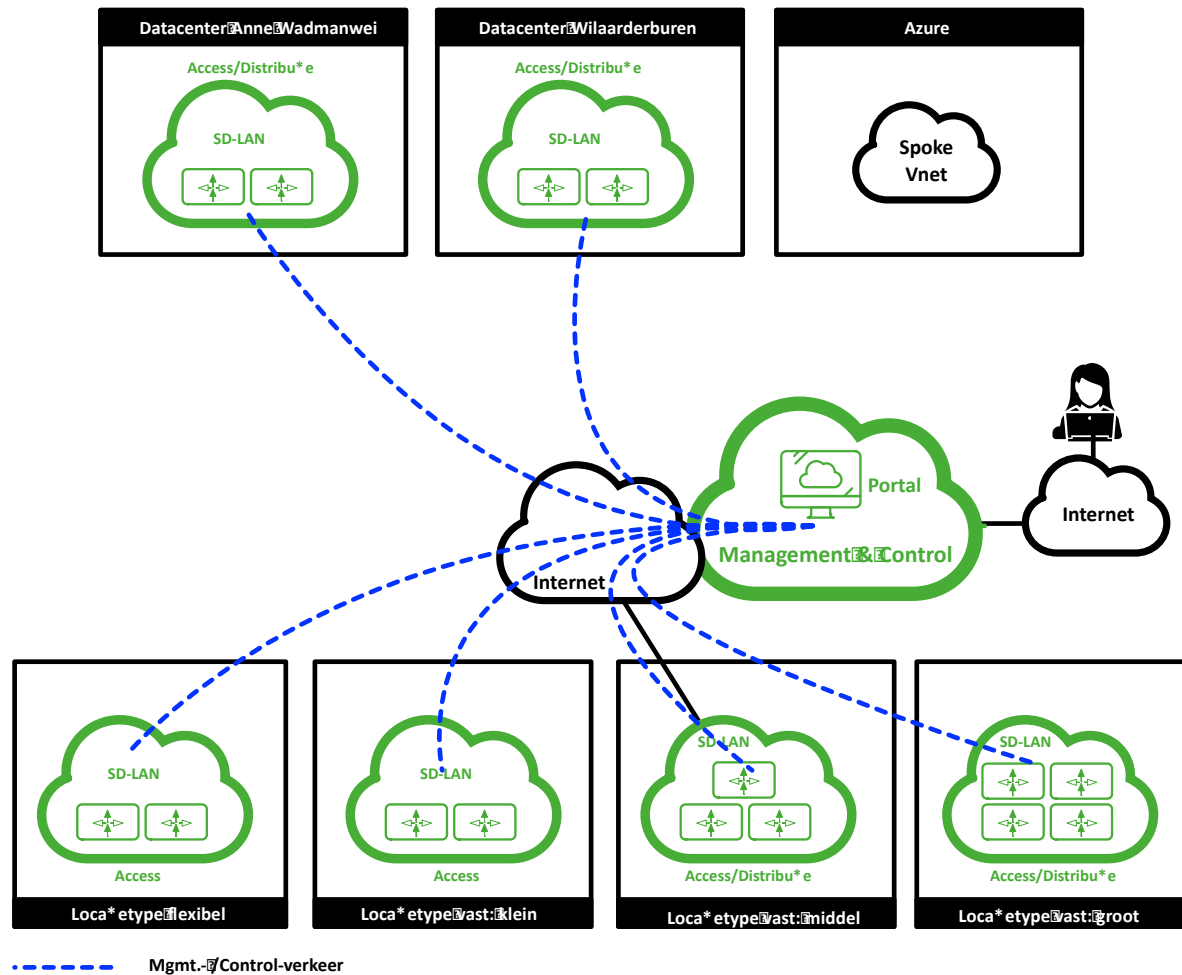 Datacenter Anne Wadmanwei
Datacenter Wilaarderburen
Azure
Access/Distribu*e
Access/Distribu*e
SD-LAN
SD-LAN
Spoke
Vnet
Portal
Internet
Management & Control
Internet
SD-LAN
SD-LAN
SD-LAN
SD-LAN
Access
Access
Access/Distribu*e
Access/Distribu*e
Loca*etype flexibel
Loca*etype vast: klein
Loca*etype vast: middel
Loca*etype vast: groot
Mgmt.- /Control-verkeer